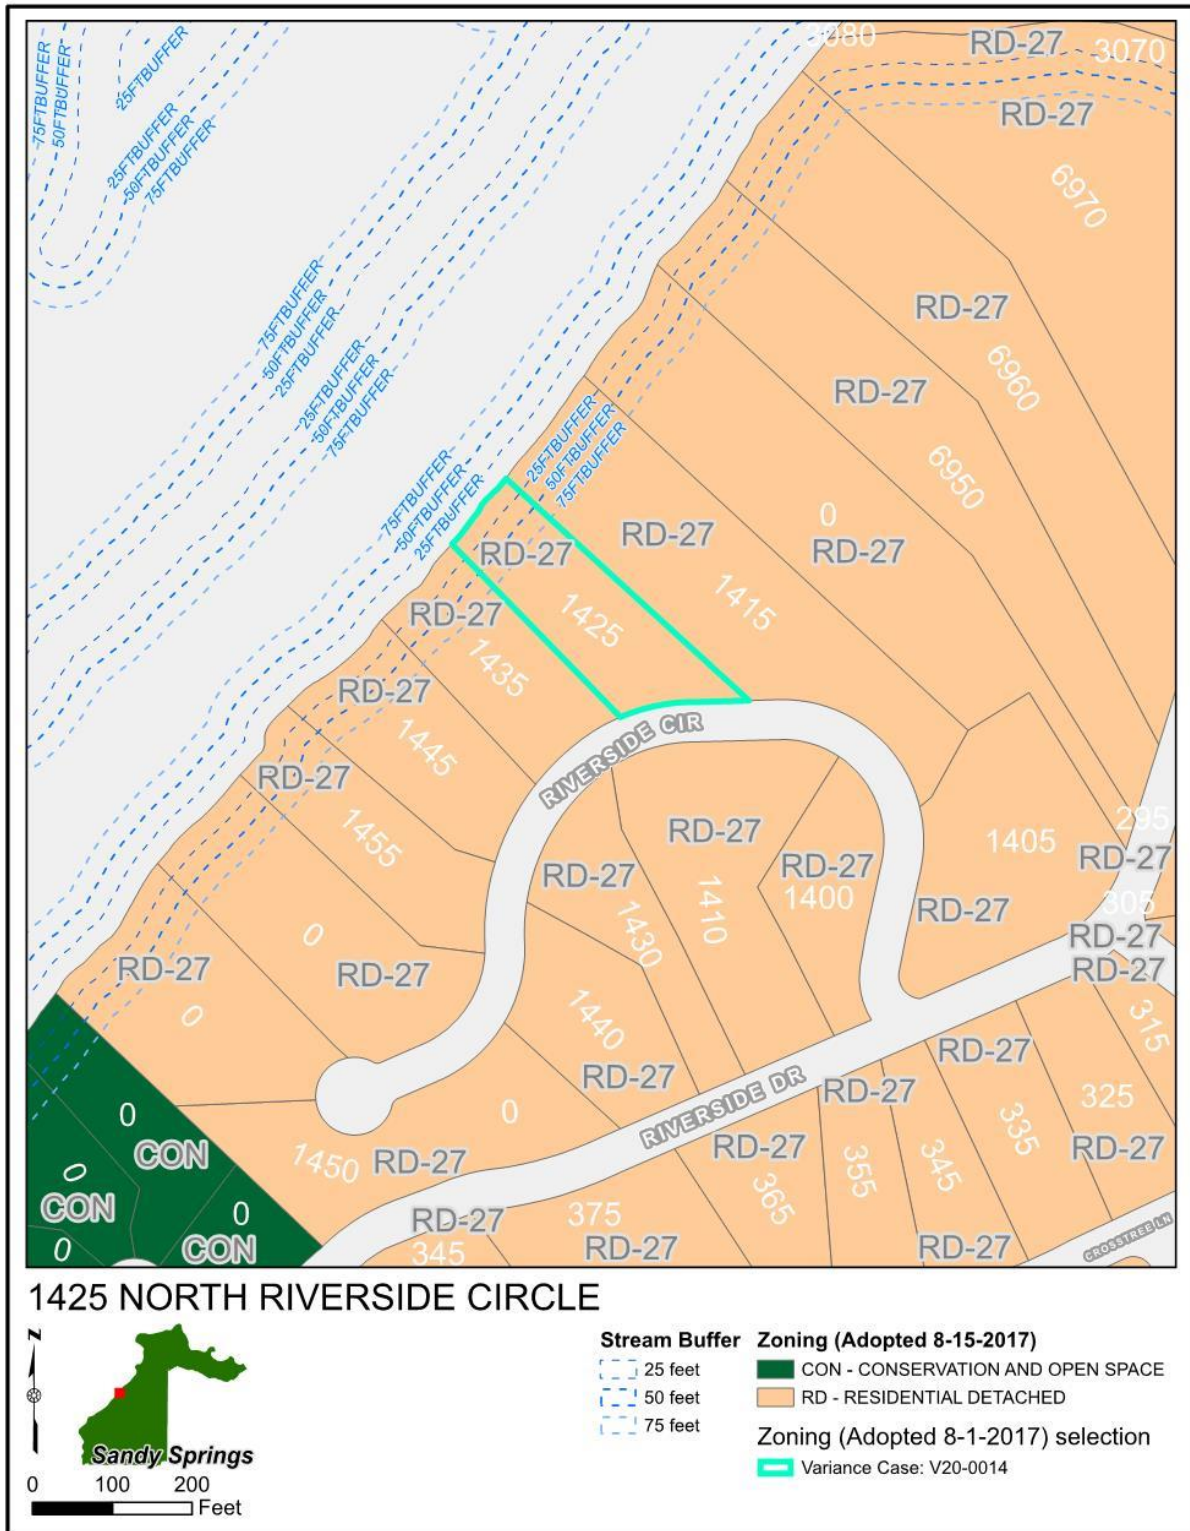 3080
RD-27
3070
25FTBUFFER
75FTBUFFER
50FTBUFFER
25FTBUFFER
50FTBUFFER
75FTBUFFER
RD-27
6970
75FTBUFFER
50FTBUFFER
25FTBUFFER
RD-27
25FTBUFFER
50FTBUFFER
75FTBUFFER
6960
RD-27
25FTBUFFER
50FTBUFFER
75FTBUFFER
6950
75FTBUFFER
50FTBUFFER
25FTBUFFER
0
RD-27
RD-27
RD-27
1425
1415
RD-27
1435
RD-27
1445
RIVERSIDE CIR
RD-27
1455
RD-27
1405
295
RD-27
RD-27
RD-27
1400
1410
RD-27
305
RD-27
RD-27
1430
0
RD-27
RD-27
0
1440
315
RD-27
RD-27
RD-27
325
0
RIVERSIDE DR
0
CON
1450
RD-27
RD-27
365
355
345
335
RD-27
0
CON
0
CON
0
RD-27
345
375
RD-27
RD-27
CROSSTREE LN
1425 NORTH RIVERSIDE CIRCLE
N
Sandy Springs
0 100 200
Feet
Stream Buffer
25 feet
50 feet
75 feet
Zoning (Adopted 8-15-2017)
CON - CONSERVATION AND OPEN SPACE
RD - RESIDENTIAL DETACHED
Zoning (Adopted 8-1-2017) selection
Variance Case: V20-0014